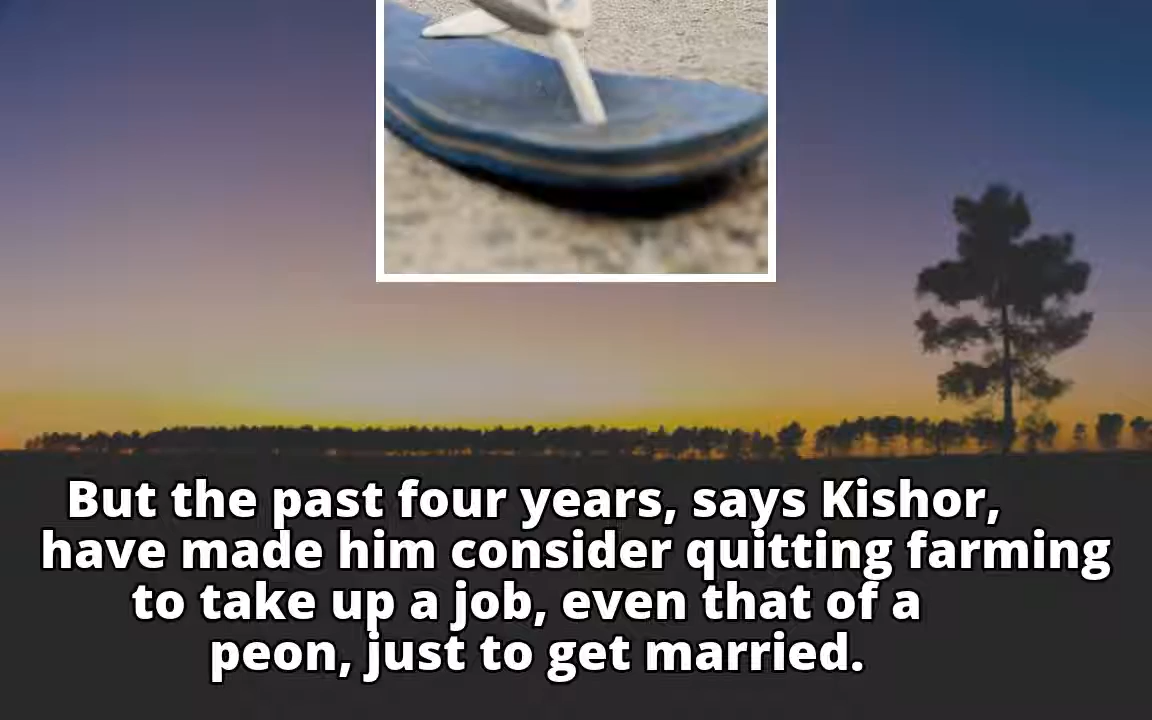 But the past four years, says Kishor,
have made him consider quitting farming
to take up a job, even that of a
peon, just to get married.